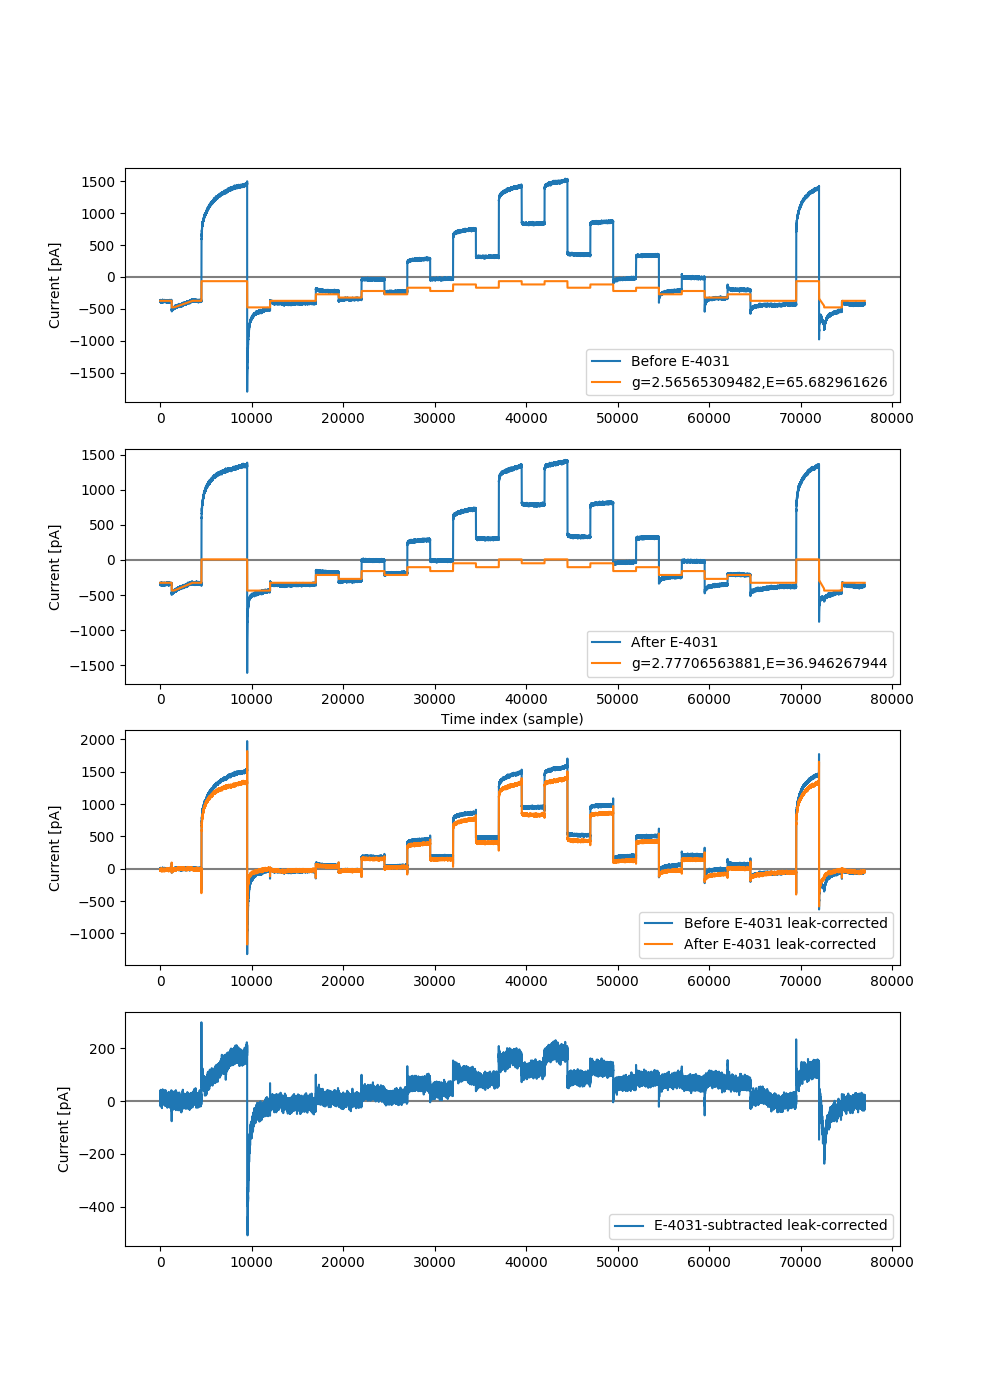 1500
1000
500
0
−500
−1000
−1500
Current [pA]
Before E-4031
g=2.56565309482,E=65.682961626
0 10000 20000 30000 40000 50000 60000 70000 80000
1500
1000
500
0
−500
−1000
−1500
Current [pA]
After E-4031
g=2.77706563881,E=36.946267944
0 10000 20000 30000 40000 50000 60000 70000 80000
Time index (sample)
2000
1500
1000
500
0
−500
−1000
Current [pA]
Before E-4031 leak-corrected
After E-4031 leak-corrected
0 10000 20000 30000 40000 50000 60000 70000 80000
200
0
−200
−400
Current [pA]
E-4031-subtracted leak-corrected
0 10000 20000 30000 40000 50000 60000 70000 80000